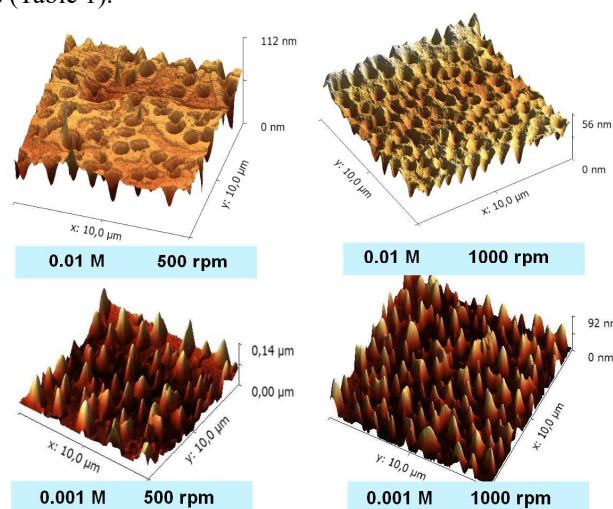 (Table 1).
112 nm
0 nm
x: 10,0 µm
y: 10,0 µm
56 nm
0 nm
y: 10,0 µm
x: 10,0 µm
0.01 M 500 rpm
0.01 M 1000 rpm
0,14 µm
0,00 µm
x: 10,0 µm
y: 10,0 µm
92 nm
0 nm
y: 10,0 µm
x: 10,0 µm
0.001 M 500 rpm
0.001 M 1000 rpm